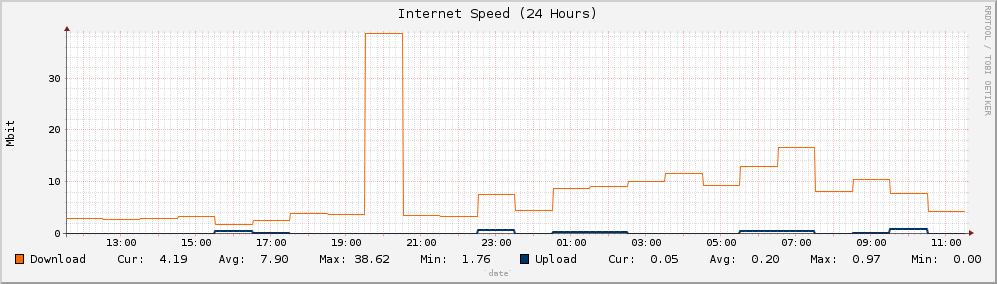 Internet Speed (24 Hours)
RRDTOOL / TOBI OETIKER
Mbit
30
20
10
0
13:00 15:00 17:00 19:00 21:00 23:00 01:00 03:00 05:00 07:00 09:00 11:00
Download Cur: 4.19 Avg: 7.90 Max: 38.62 Min: 1.76 Upload Cur: 0.05 Avg: 0.20 Max: 0.97 Min: 0.00
`date`